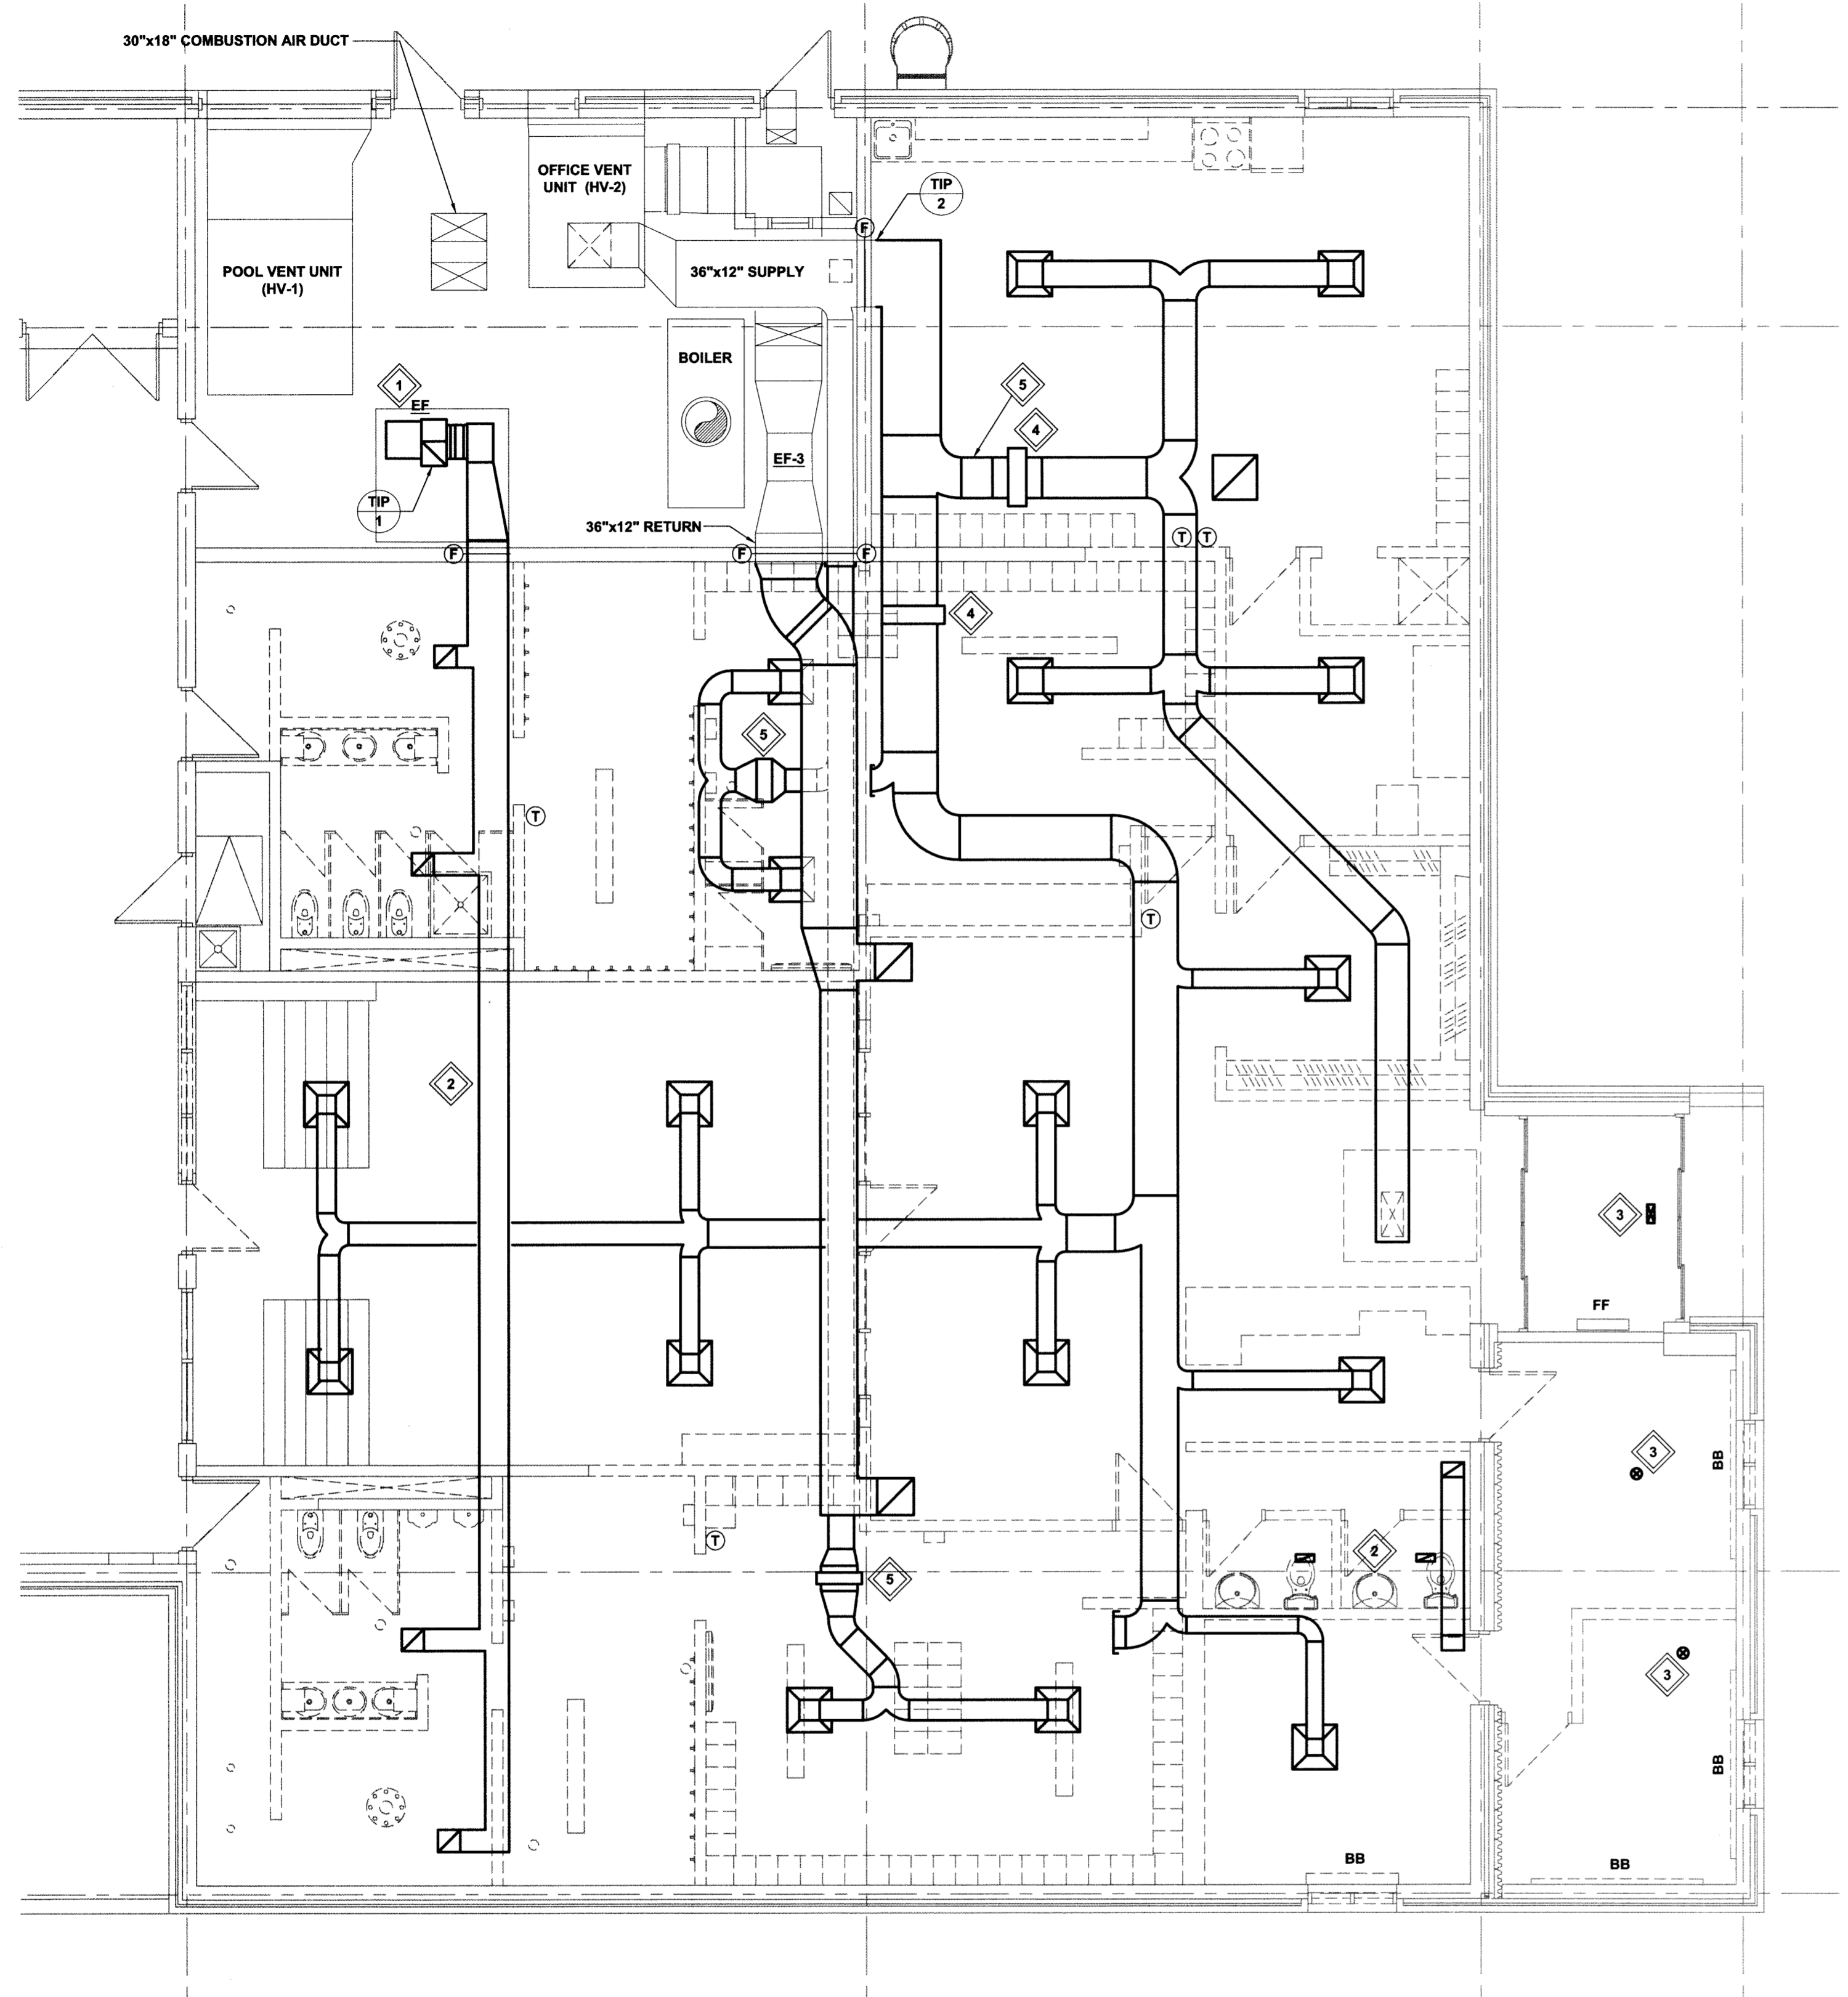 30"x18" COMBUSTION AIR DUCT
OFFICE VENT
UNIT (HV-2)
TIP
2
POOL VENT UNIT
(HV-1)
36"x12" SUPPLY
F
BOILER
1
EF
5
4
EF-3
TIP
1
36"x12" RETURN
F
F
F
T
T
4
5
T
T
2
3
FF
3
BB
T
2
5
3
BB
BB
BB